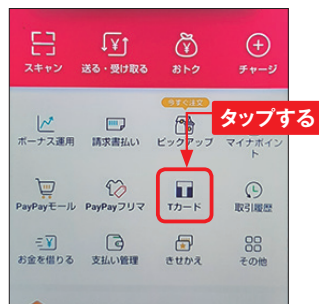 スキャン 送る・受け取る おトク チャージ
今すぐ注文
タップする
ボーナス運用 請求書払い ピックアップ マイナポイント
PayPayモール PayPayフリマ Tカード 取引履歴
お金を借りる 支払い管理 きせかえ その他